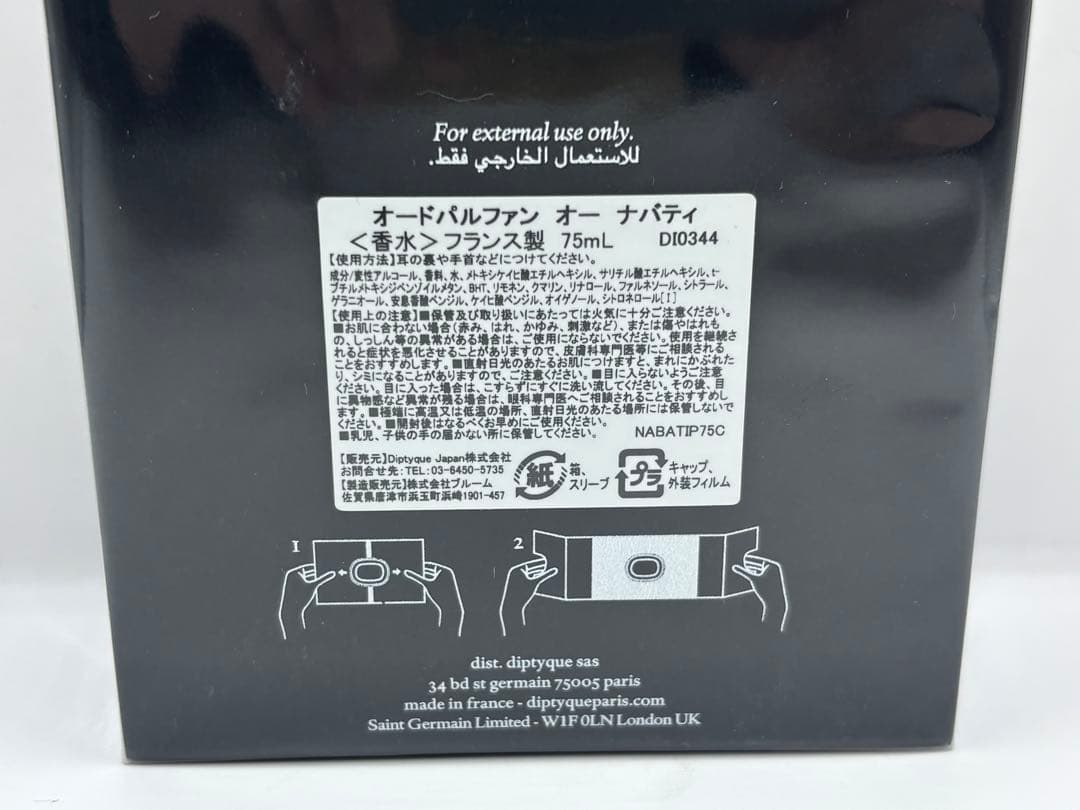 For external use only.
للاستعمال الخارجي فقط.
オードパルファン オー ナバティ
＜香水＞フランス製 75mL DI0344
【使用方法】耳の裏や手首などにつけてください。
成分/変性アルコール、香料、水、メトキシケイヒ酸エチルヘキシル、サリチル酸エチルヘキシル、t-
ブチルメトキシジベンゾイルメタン、BHT、リモネン、クマリン、リナロール、ファルネソール、シトラール、
ゲラニオール、安息香酸ベンジル、ケイヒ酸ベンジル、オイゲノール、シトロネロール[I]
【使用上の注意】■保管及び取り扱いにあたっては火気に十分ご注意ください。
■お肌に合わない場合(赤み、はれ、かゆみ、刺激など)、または傷やはれも
の、しっしん等の異常がある場合は、ご使用にならないでください。使用を継続さ
れると症状を悪化させることがありますので、皮膚科専門医等にご相談される
ことをおすすめします。■直射日光のあたるお肌につけますと、まれにかぶれた
り、シミになることがありますので、ご注意ください。■目に入らないようご注意
ください。目に入った場合は、こすらずにすぐに洗い流してください。その後、目
に異物感など異常が残る場合は、眼科専門医へご相談されることをおすすめし
ます。■極端に高温又は低温の場所、直射日光のあたる場所には保管しないで
ください。■開封後はなるべくお早めにご使用ください。
■乳児、子供の手の届かない所に保管してください。 NABATIP75C
【販売元】Diptyque Japan株式会社
お問合せ先:TEL:03-6450-5735
【製造販売元】株式会社ブルーム
佐賀県唐津市浜玉町浜崎1901-457
紙 箱、
スリーブ
プラ キャップ、
外装フィルム
1 2
dist. diptyque sas
34 bd st germain 75005 paris
made in france - diptyqueparis.com
Saint Germain Limited - W1F 0LN London UK